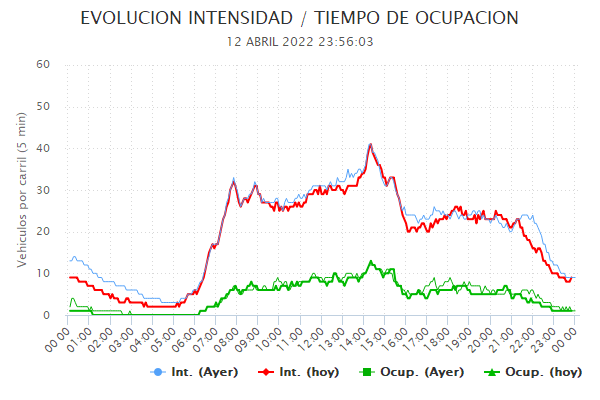 EVOLUCION INTENSIDAD / TIEMPO DE OCUPACION
12 ABRIL 2022 23:56:03
Vehiculos por carril (5 min)
60
50
40
30
20
10
0
00:00 01:00 02:00 03:00 04:00 05:00 06:00 07:00 08:00 09:00 10:00 11:00 12:00 13:00 14:00 15:00 16:00 17:00 18:00 19:00 20:00 21:00 22:00 23:00 00:00
Int. (Ayer) Int. (hoy) Ocup. (Ayer) Ocup. (hoy)